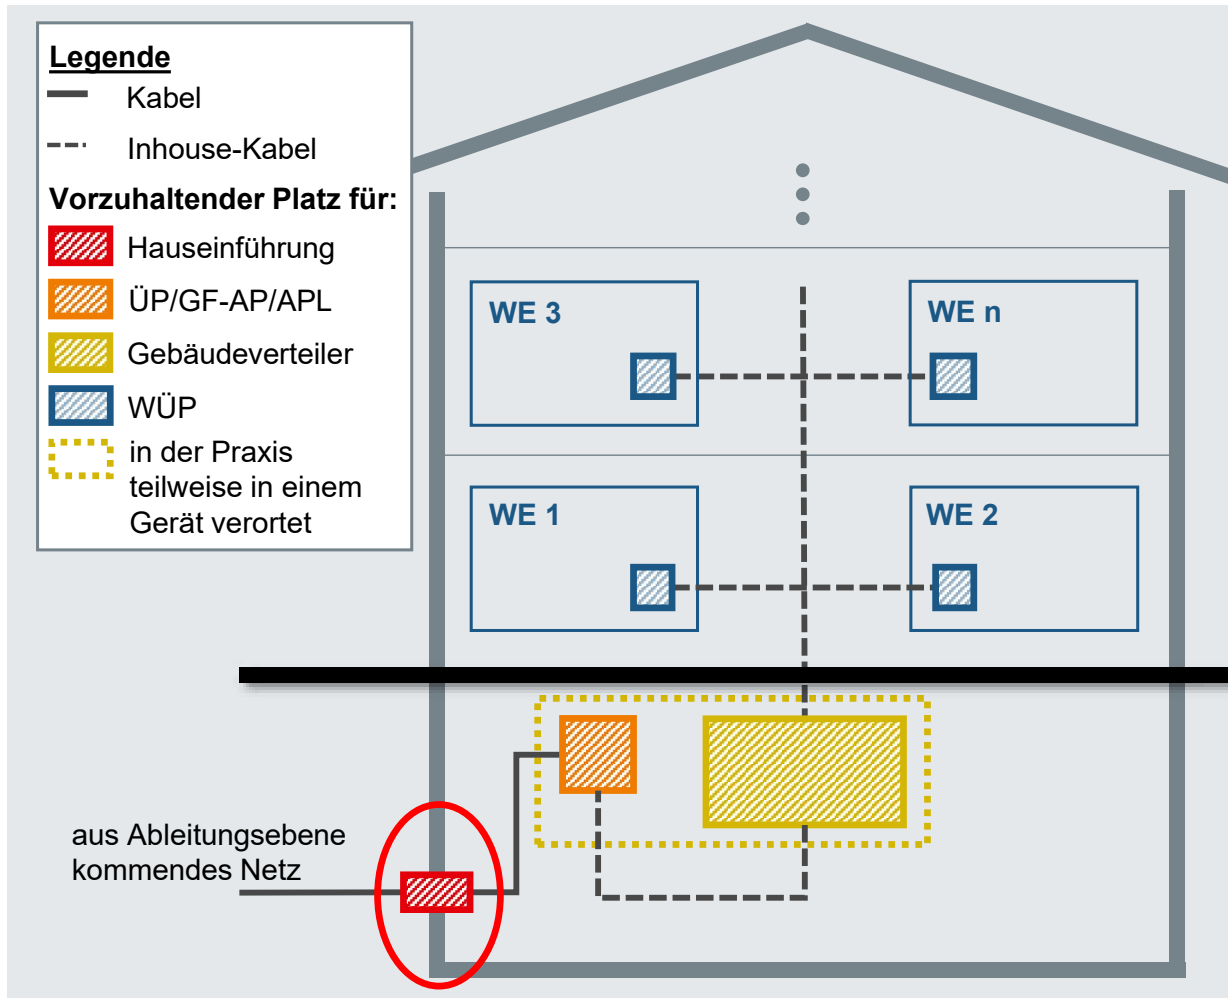 Legende
Kabel
Inhouse-Kabel
Vorzuhaltender Platz für:
Hauseinführung
ÜP/GF-AP/APL
Gebäudeverteiler
WÜP
in der Praxis
teilweise in einem
Gerät verortet
WE 3
WE n
WE 1
WE 2
aus Ableitungsebene
kommendes Netz